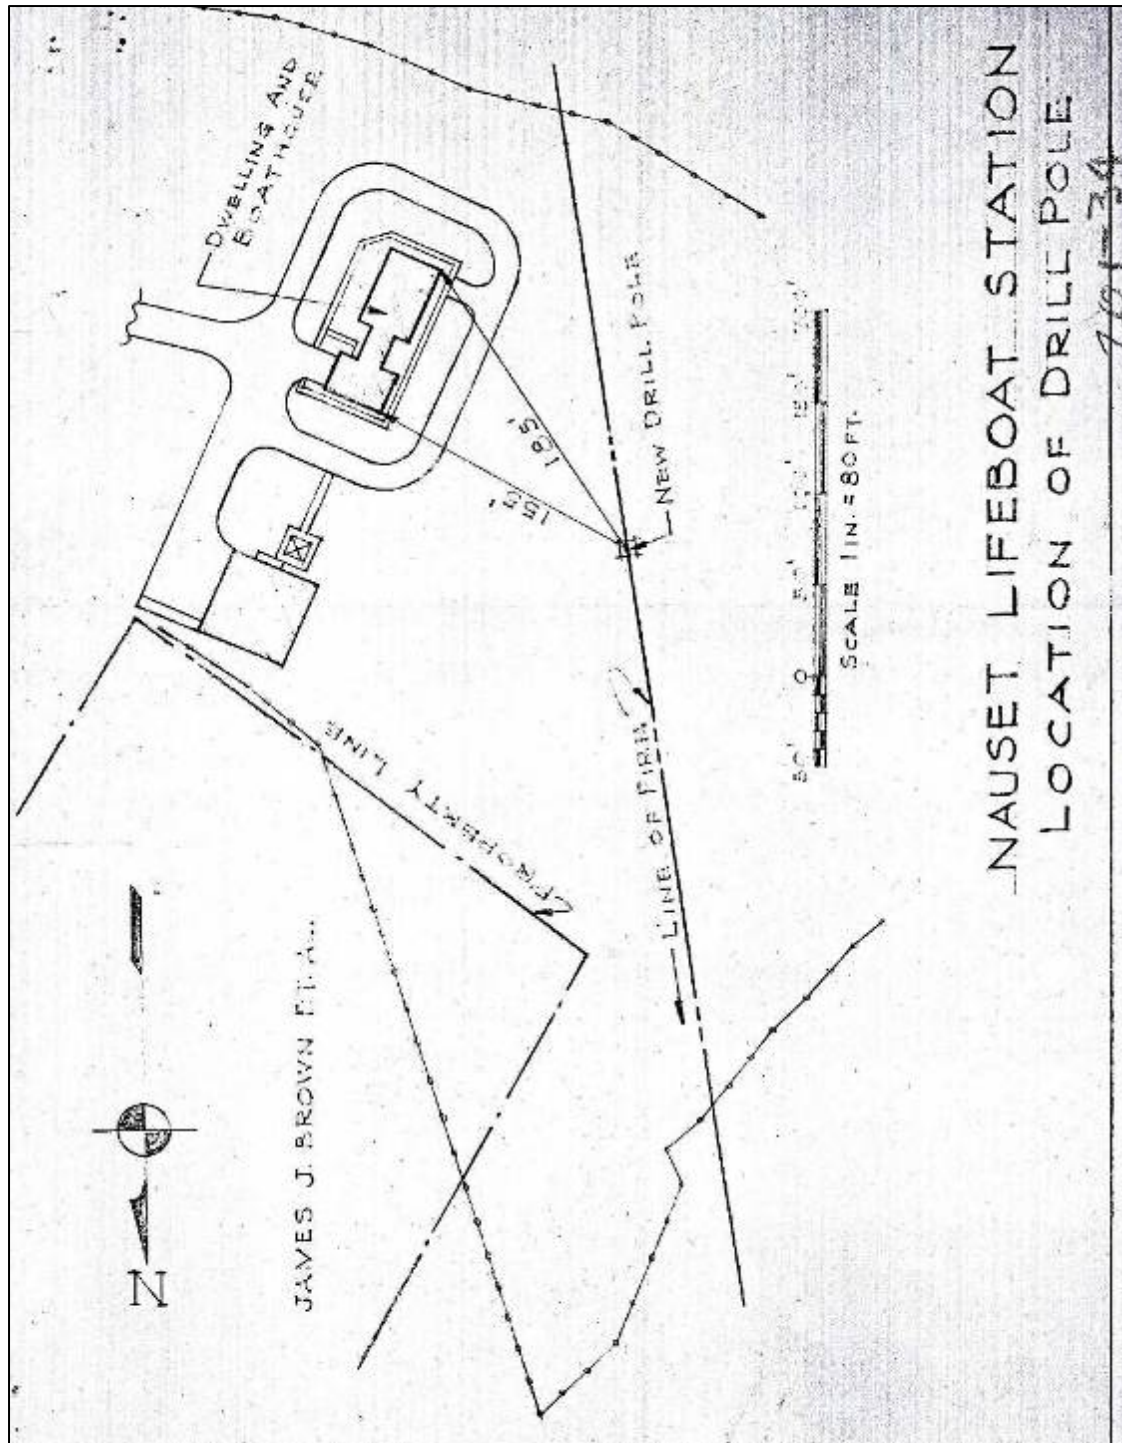 DWELLING AND
BOATHOUSE
155'
185'
NEW DRILL POLE
PROPERTY LINE
JAMES J. BROWN
N
LINE OF FIRE
50' 0 50' 100' 150' 200'
SCALE 1 IN. = 80 FT.
NAUSET LIFEBOAT STATION
LOCATION OF DRILL POLE